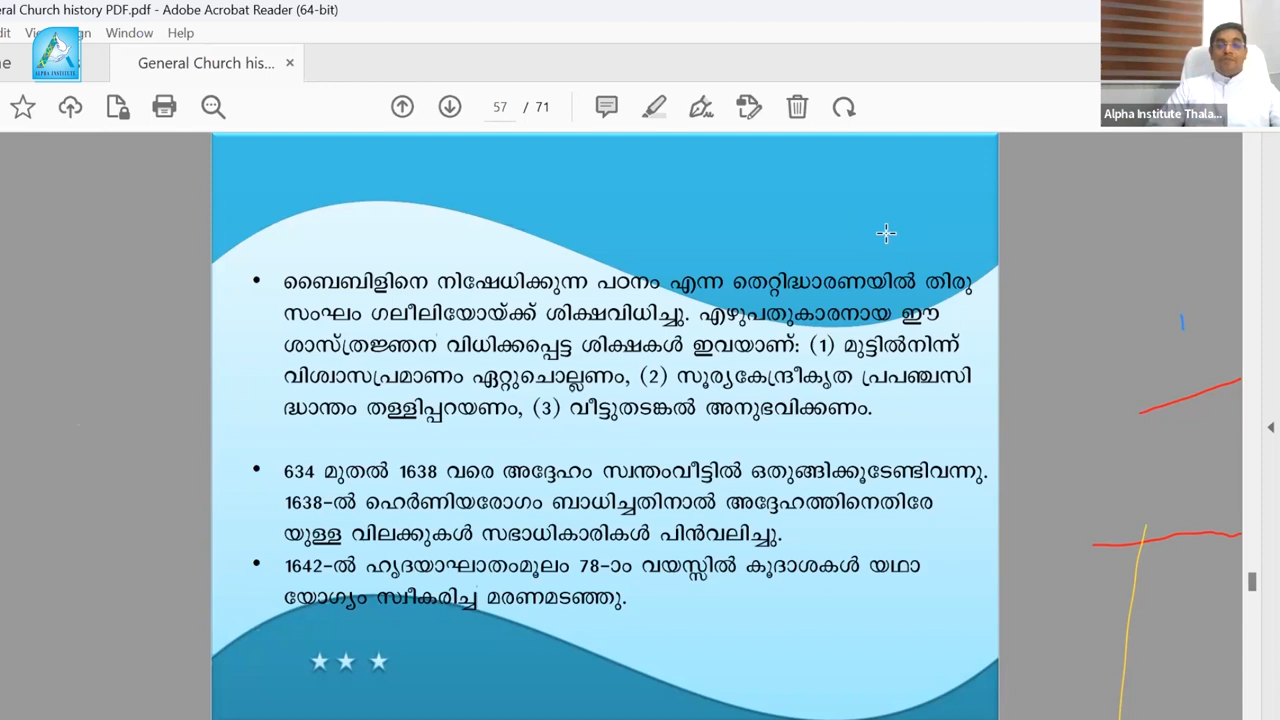 eral Church history PDF.pdf - Adobe Acrobat Reader (64-bit)
Window Help
ALPHA INSTITUTE
General Church his... ×
57 / 71
Alpha Institute Thala...
• ബൈബിളിനെ നിഷേധിക്കുന്ന പഠനം എന്ന തെറ്റിദ്ധാരണയിൽ തിരു
സംഘം ഗലീലിയോയ്ക്ക് ശിക്ഷവിധിച്ചു. എഴുപതുകാരനായ ഈ
ശാസ്ത്രജ്ഞന് വിധിക്കപ്പെട്ട ശിക്ഷകൾ ഇവയാണ്: (1) മുട്ടിൽനിന്ന്
വിശ്വാസപ്രമാണം ഏറ്റുചൊല്ലണം, (2) സൂര്യകേന്ദ്രീകൃത പ്രപഞ്ചസി
ദ്ധാന്തം തള്ളിപ്പറയണം, (3) വീട്ടുതടങ്കൽ അനുഭവിക്കണം.
• 634 മുതൽ 1638 വരെ അദ്ദേഹം സ്വന്തംവീട്ടിൽ ഒതുങ്ങിക്കൂടേണ്ടിവന്നു.
1638-ൽ ഹെർണിയരോഗം ബാധിച്ചതിനാൽ അദ്ദേഹത്തിനെതിരേ
യുള്ള വിലക്കുകൾ സഭാധികാരികൾ പിൻവലിച്ചു.
• 1642-ൽ ഹൃദയാഘാതംമൂലം 78-ാം വയസ്സിൽ കൂദാശകൾ യഥാ
യോഗ്യം സ്വീകരിച്ച് മരണമടഞ്ഞു.